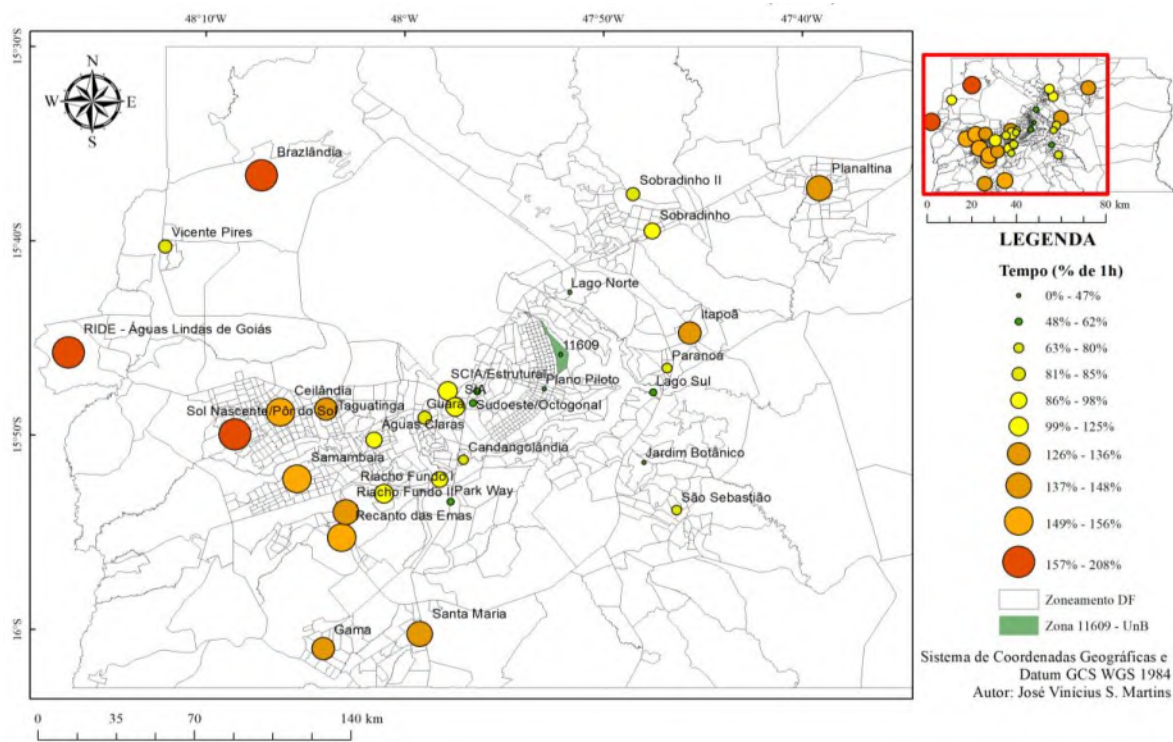 48°10'W 48°W 47°50'W 47°40'W
15°30'S
15°40'S
15°50'S
16°S
N
W E
S
Brazlândia
Planaltina
Sobradinho II
Sobradinho
Vicente Pires
Lago Norte
RIDE - Águas Lindas de Goiás
Itapoã
11609
Paranoá
SCIA/Estrutural
Plano Piloto
SIA
Lago Sul
Ceilândia
Guará
Sudoeste/Octogonal
Sol Nascente/Pôr do Sol
Taguatinga
Águas Claras
Candangolândia
Jardim Botânico
Samambaia
Riacho Fundo I
Riacho Fundo II
Park Way
São Sebastião
Recanto das Emas
Santa Maria
Gama
0 35 70 140 km
0 20 40 80 km
LEGENDA
Tempo (% de 1h)
0% - 47%
48% - 62%
63% - 80%
81% - 85%
86% - 98%
99% - 125%
126% - 136%
137% - 148%
149% - 156%
157% - 208%
Zoneamento DF
Zona 11609 - UnB
Sistema de Coordenadas Geográficas e
Datum GCS WGS 1984
Autor: José Vinícius S. Martins